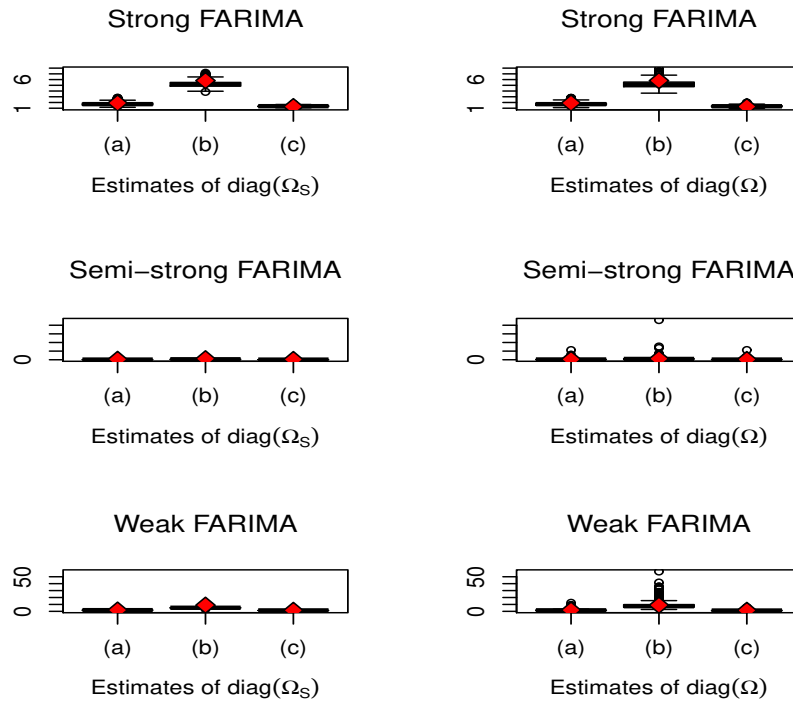 Strong FARIMA
1 6
(a) (b) (c)
Estimates of diag(Ω_S)
Strong FARIMA
1 6
(a) (b) (c)
Estimates of diag(Ω)
Semi−strong FARIMA
0
(a) (b) (c)
Estimates of diag(Ω_S)
Semi−strong FARIMA
0
(a) (b) (c)
Estimates of diag(Ω)
Weak FARIMA
0 50
(a) (b) (c)
Estimates of diag(Ω_S)
Weak FARIMA
0 50
(a) (b) (c)
Estimates of diag(Ω)